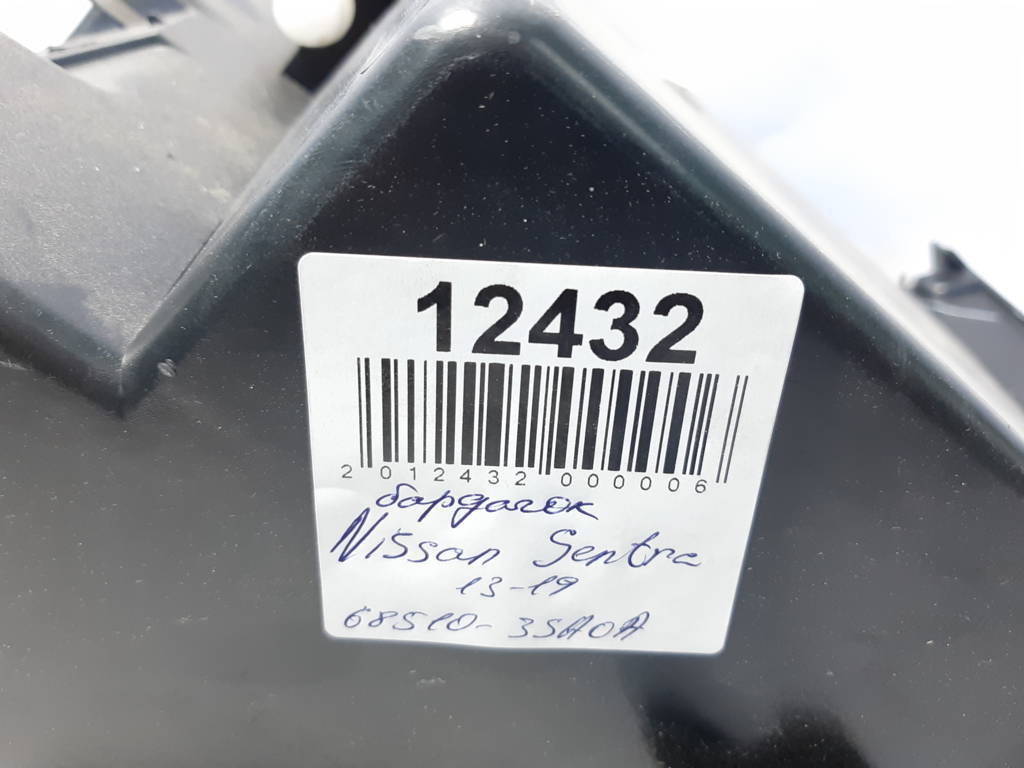 12432
2 012432 000006
бардачок
Nissan Sentra
13-19
68510-3SA0A